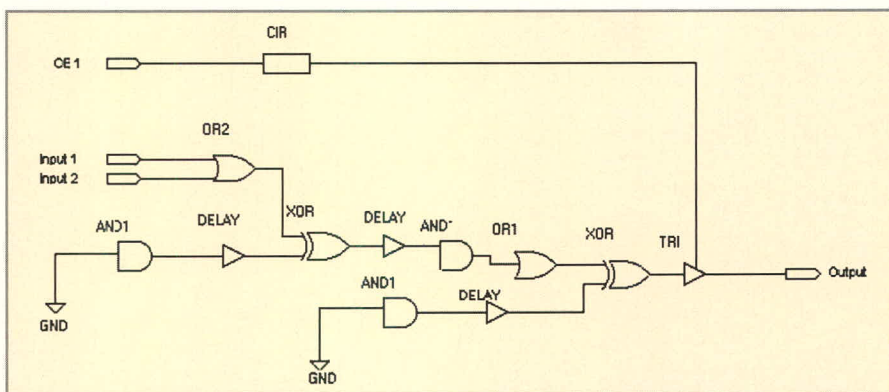 CIR
OE 1
OR2
Input 1
Input 2
AND1
DELAY
XOR
DELAY
AND1
OR1
XOR
TRI
Output
AND1
DELAY
GND
GND